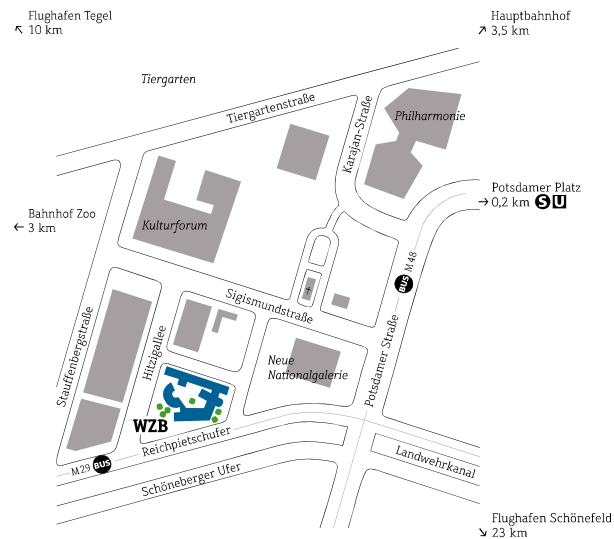 Flughafen Tegel
10 km
Hauptbahnhof
3,5 km
Tiergarten
Tiergartenstraße
Karajan-Straße
Philharmonie
Potsdamer Platz
0,2 km S U
Bahnhof Zoo
3 km
Kulturforum
BUS M48
Sigismundstraße
Stauffenbergstraße
Hitzigallee
Neue
Nationalgalerie
Potsdamer Straße
WZB
Reichpietschufer
M29 BUS
Landwehrkanal
Schöneberger Ufer
Flughafen Schönefeld
23 km